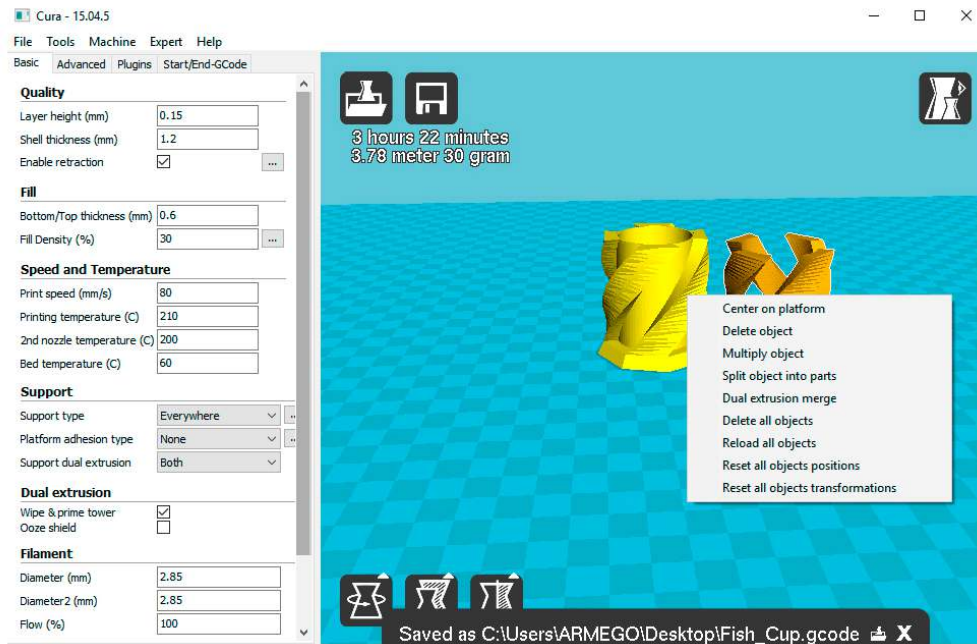 Cura - 15.04.5
File Tools Machine Expert Help
Basic Advanced Plugins Start/End-GCode
Quality
Layer height (mm) 0.15
Shell thickness (mm) 1.2
Enable retraction ...
Fill
Bottom/Top thickness (mm) 0.6
Fill Density (%) 30 ...
Speed and Temperature
Print speed (mm/s) 80
Printing temperature (C) 210
2nd nozzle temperature (C) 200
Bed temperature (C) 60
Support
Support type Everywhere ..
Platform adhesion type None ..
Support dual extrusion Both
Dual extrusion
Wipe & prime tower
Ooze shield
Filament
Diameter (mm) 2.85
Diameter2 (mm) 2.85
Flow (%) 100
3 hours 22 minutes
3.78 meter 30 gram
Center on platform
Delete object
Multiply object
Split object into parts
Dual extrusion merge
Delete all objects
Reload all objects
Reset all objects positions
Reset all objects transformations
Saved as C:\Users\ARMEGO\Desktop\Fish_Cup.gcode X